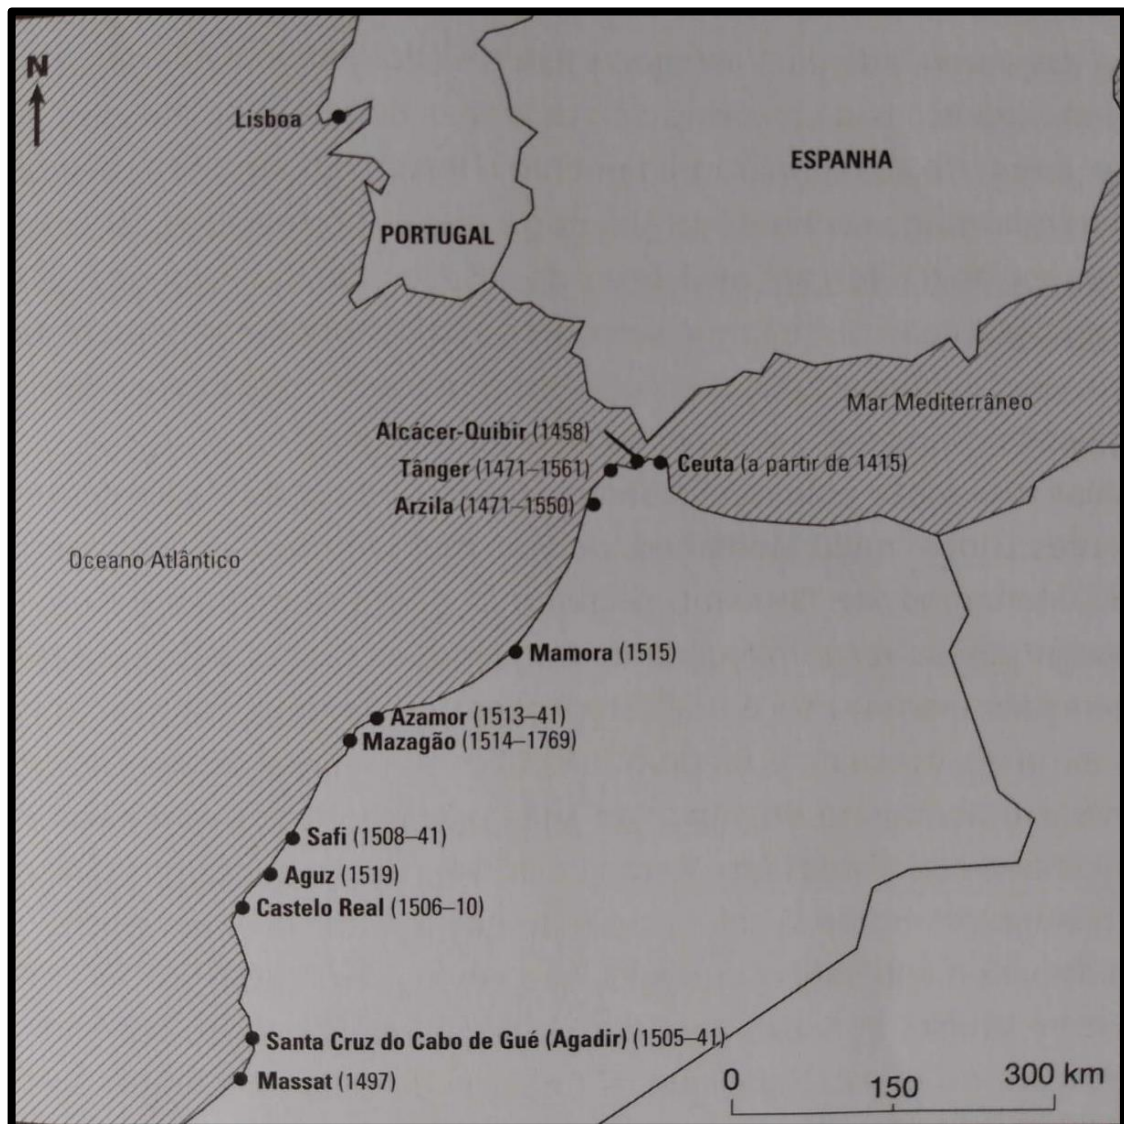 N
Lisboa
ESPANHA
PORTUGAL
Mar Mediterrâneo
Alcácer-Quibir (1458)
Tânger (1471–1561)
Ceuta (a partir de 1415)
Arzila (1471–1550)
Oceano Atlântico
Mamora (1515)
Azamor (1513–41)
Mazagão (1514–1769)
Safi (1508–41)
Aguz (1519)
Castelo Real (1506–10)
Santa Cruz do Cabo de Gué (Agadir) (1505–41)
Massat (1497)
0 150 300 km